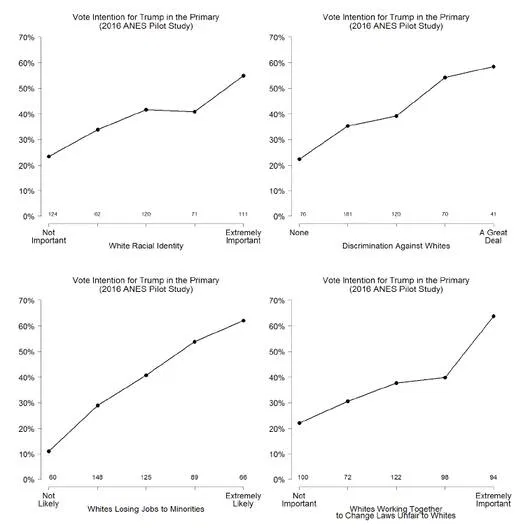 Vote Intention for Trump in the Primary
(2016 ANES Pilot Study)
70%
60%
50%
40%
30%
20%
10%
0%
124 62 120 71 111
Not Important
Extremely Important
White Racial Identity
Vote Intention for Trump in the Primary
(2016 ANES Pilot Study)
70%
60%
50%
40%
30%
20%
10%
0%
76 181 120 70 41
None
A Great Deal
Discrimination Against Whites
Vote Intention for Trump in the Primary
(2016 ANES Pilot Study)
70%
60%
50%
40%
30%
20%
10%
0%
60 148 125 89 66
Not Likely
Extremely Likely
Whites Losing Jobs to Minorities
Vote Intention for Trump in the Primary
(2016 ANES Pilot Study)
70%
60%
50%
40%
30%
20%
10%
0%
100 72 122 98 94
Not Important
Extremely Important
Whites Working Together
to Change Laws Unfair to Whites